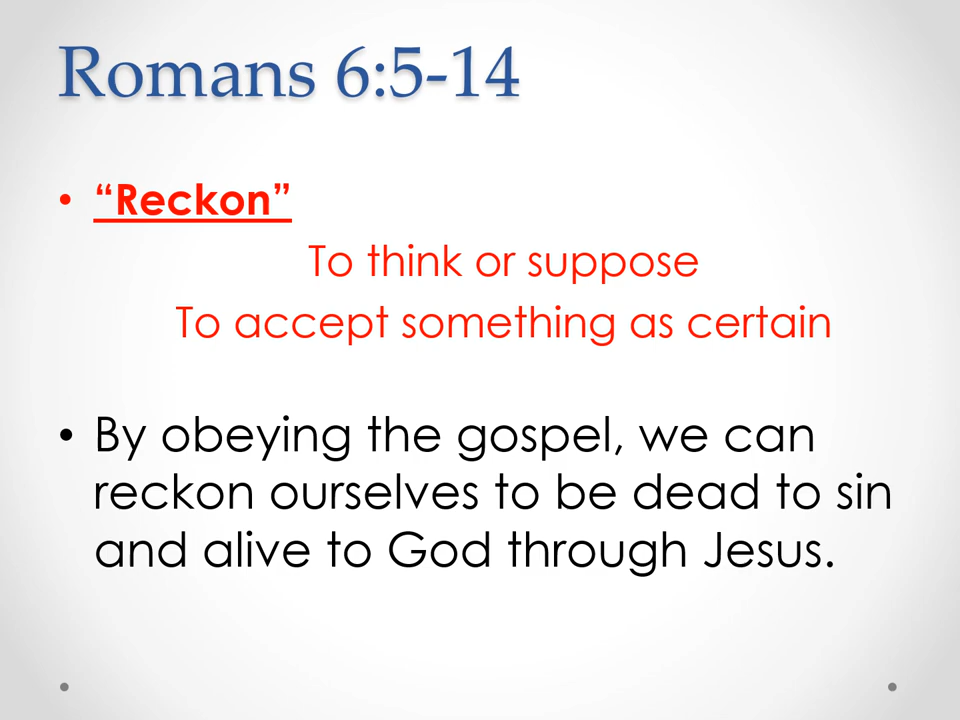 Romans 6:5-14
• “Reckon”
To think or suppose
To accept something as certain
• By obeying the gospel, we can
reckon ourselves to be dead to sin
and alive to God through Jesus.